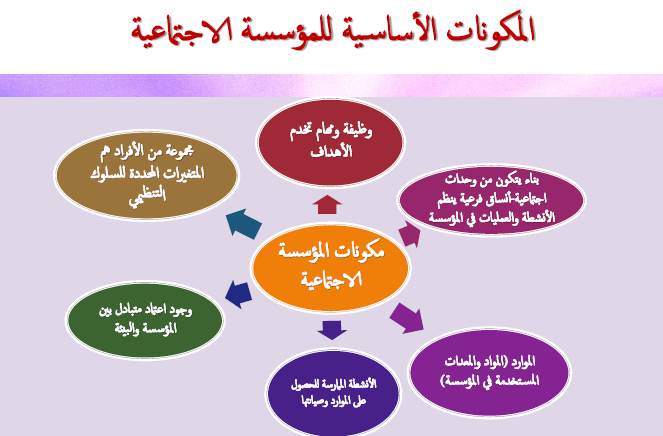 المكونات الأساسية للمؤسسة الاجتماعية
وظيفة ومهام تخدم
الأهداف
بناء يتكون من وحدات
اجتماعية-أنساق فرعية ينظم
الأنشطة والعمليات في المؤسسة
الموارد (المواد والمعدات
المستخدمة في المؤسسة)
الأنشطة الممارسة للحصول
على الموارد وصيانتها
وجود اعتماد متبادل بين
المؤسسة والبيئة
مجموعة من الأفراد هم
المتغيرات المحددة للسلوك
التنظيمي
مكونات المؤسسة
الاجتماعية